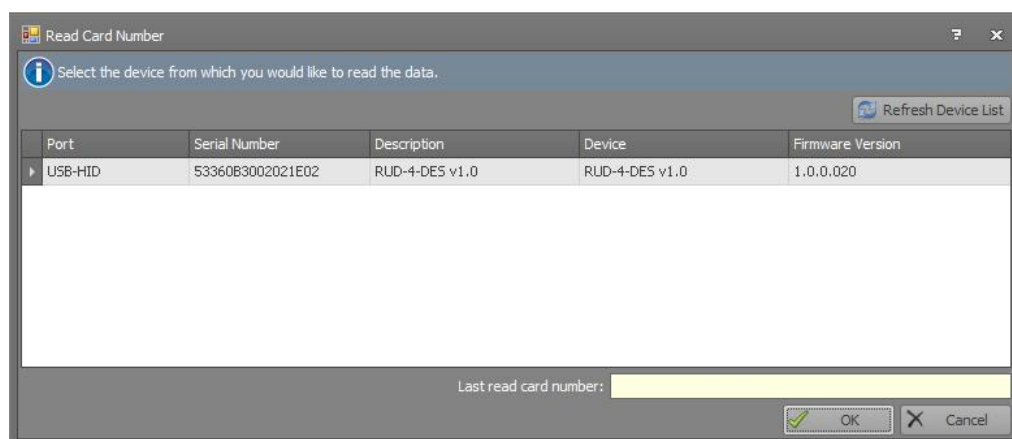 Read Card Number
Select the device from which you would like to read the data.
Refresh Device List
Port Serial Number Description Device Firmware Version
USB-HID 53360B3002021E02 RUD-4-DES v1.0 RUD-4-DES v1.0 1.0.0.020
Last read card number:
OK Cancel